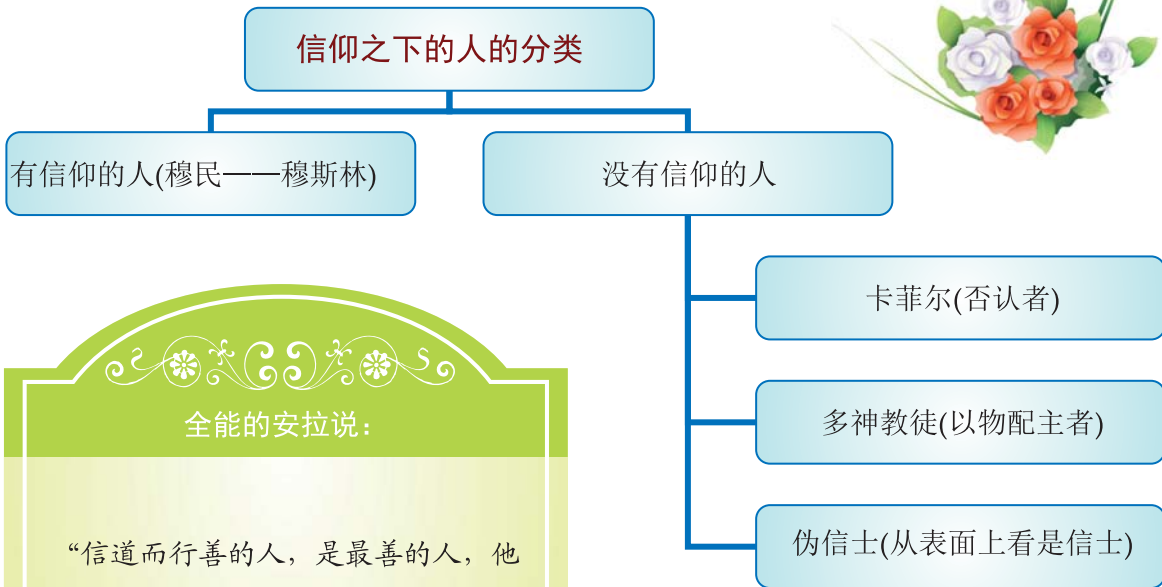 信仰之下的人的分类
有信仰的人(穆民——穆斯林)
没有信仰的人
卡菲尔(否认者)
多神教徒(以物配主者)
伪信士(从表面上看是信士)
全能的安拉说：
“信道而行善的人，是最善的人，他